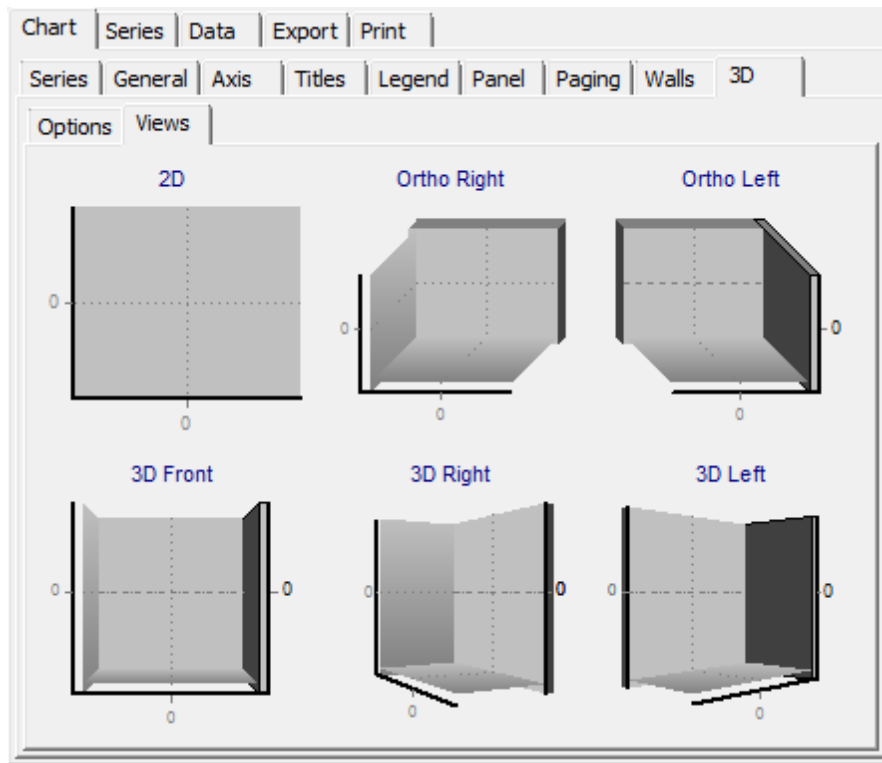 Chart Series Data Export Print
Series General Axis Titles Legend Panel Paging Walls 3D
Options Views
2D Ortho Right Ortho Left
0 0 0
0 0 0
3D Front 3D Right 3D Left
0 0 0 0 0 0
0 0 0